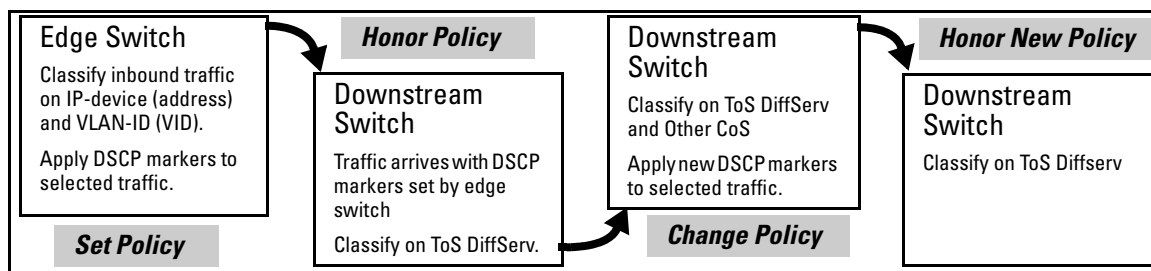 Edge Switch
Classify inbound traffic
on IP-device (address)
and VLAN-ID (VID).
Apply DSCP markers to
selected traffic.
Set Policy
Honor Policy
Downstream
Switch
Traffic arrives with DSCP
markers set by edge
switch
Classify on ToS DiffServ.
Downstream
Switch
Classify on ToS DiffServ
and Other CoS
Apply new DSCP markers
to selected traffic.
Change Policy
Honor New Policy
Downstream
Switch
Classify on ToS Diffserv